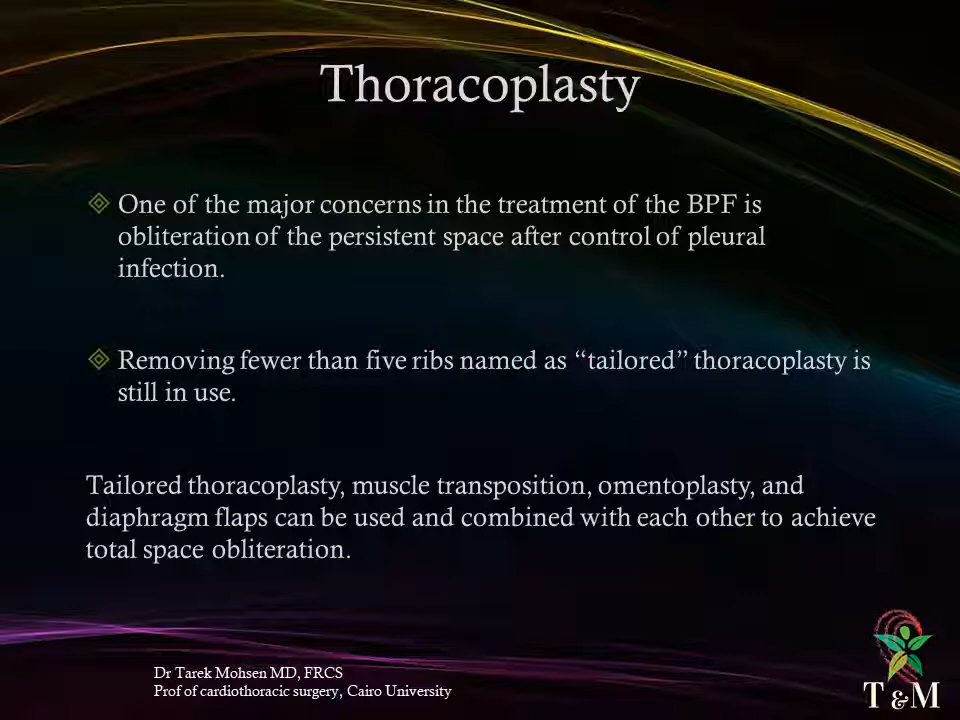 Thoracoplasty
One of the major concerns in the treatment of the BPF is
obliteration of the persistent space after control of pleural
infection.
Removing fewer than five ribs named as “tailored” thoracoplasty is
still in use.
Tailored thoracoplasty, muscle transposition, omentoplasty, and
diaphragm flaps can be used and combined with each other to achieve
total space obliteration.
Dr Tarek Mohsen MD, FRCS
Prof of cardiothoracic surgery, Cairo University
T & M